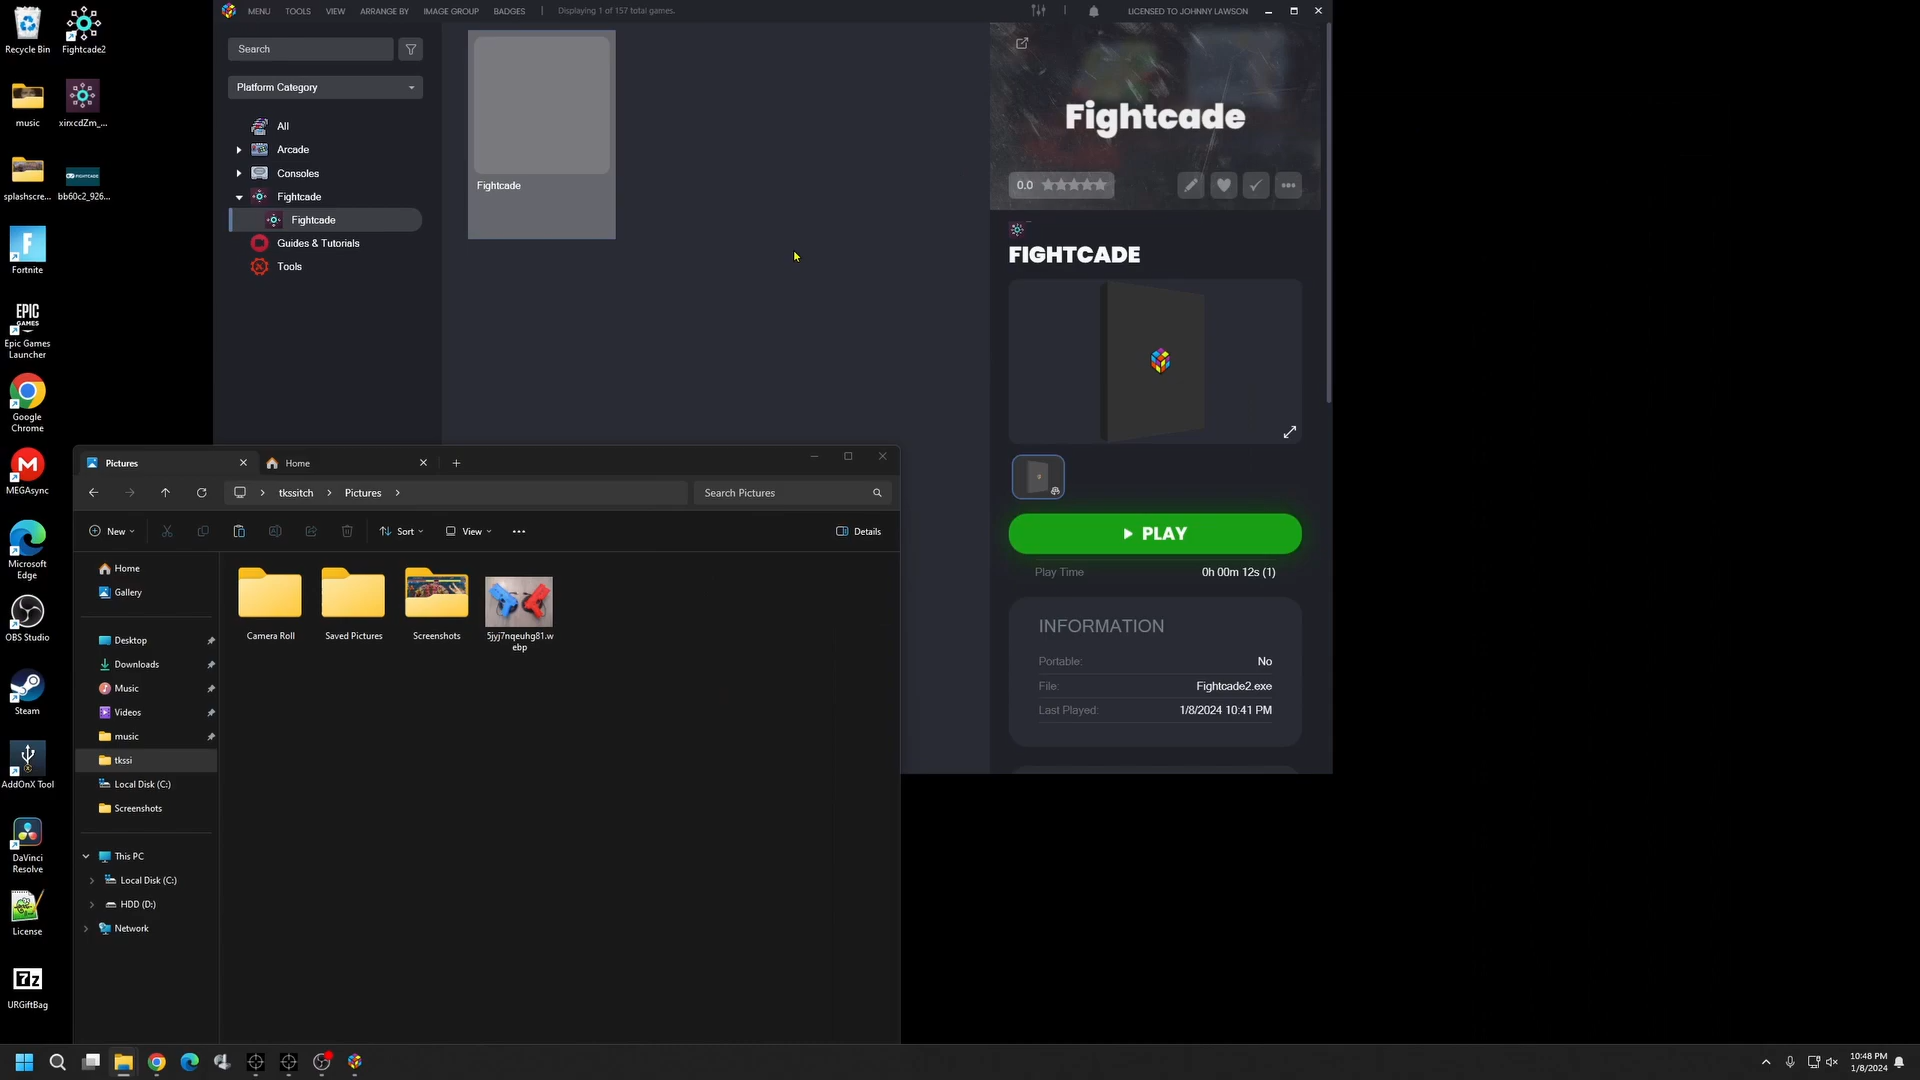 Recycle Bin
Fightcade2
music
xirxcdZm_...
splashscre...
bb60c2_926...
Fortnite
EPIC
GAMES
Epic Games
Launcher
Google
Chrome
MEGAsync
Microsoft
Edge
OBS Studio
Steam
AddOnX Tool
DaVinci
Resolve
License
7z
URGiftBag
MENU
TOOLS
VIEW
ARRANGE BY
IMAGE GROUP
BADGES
Displaying 1 of 157 total games.
LICENSED TO JOHNNY LAWSON
Search
Platform Category
All
Arcade
Consoles
Fightcade
Fightcade
Guides & Tutorials
Tools
Fightcade
Fightcade
0.0
FIGHTCADE
PLAY
Play Time
0h 00m 12s (1)
INFORMATION
Portable:
No
File:
Fightcade2.exe
Last Played:
1/8/2024 10:41 PM
Pictures
Home
tkssitch
Pictures
Search Pictures
New
Sort
View
Details
Home
Gallery
Desktop
Downloads
Music
Videos
music
tkssi
Local Disk (C:)
Screenshots
This PC
Local Disk (C:)
HDD (D:)
Network
Camera Roll
Saved Pictures
Screenshots
5jyj7nqeuhg81.w
ebp
10:48 PM
1/8/2024